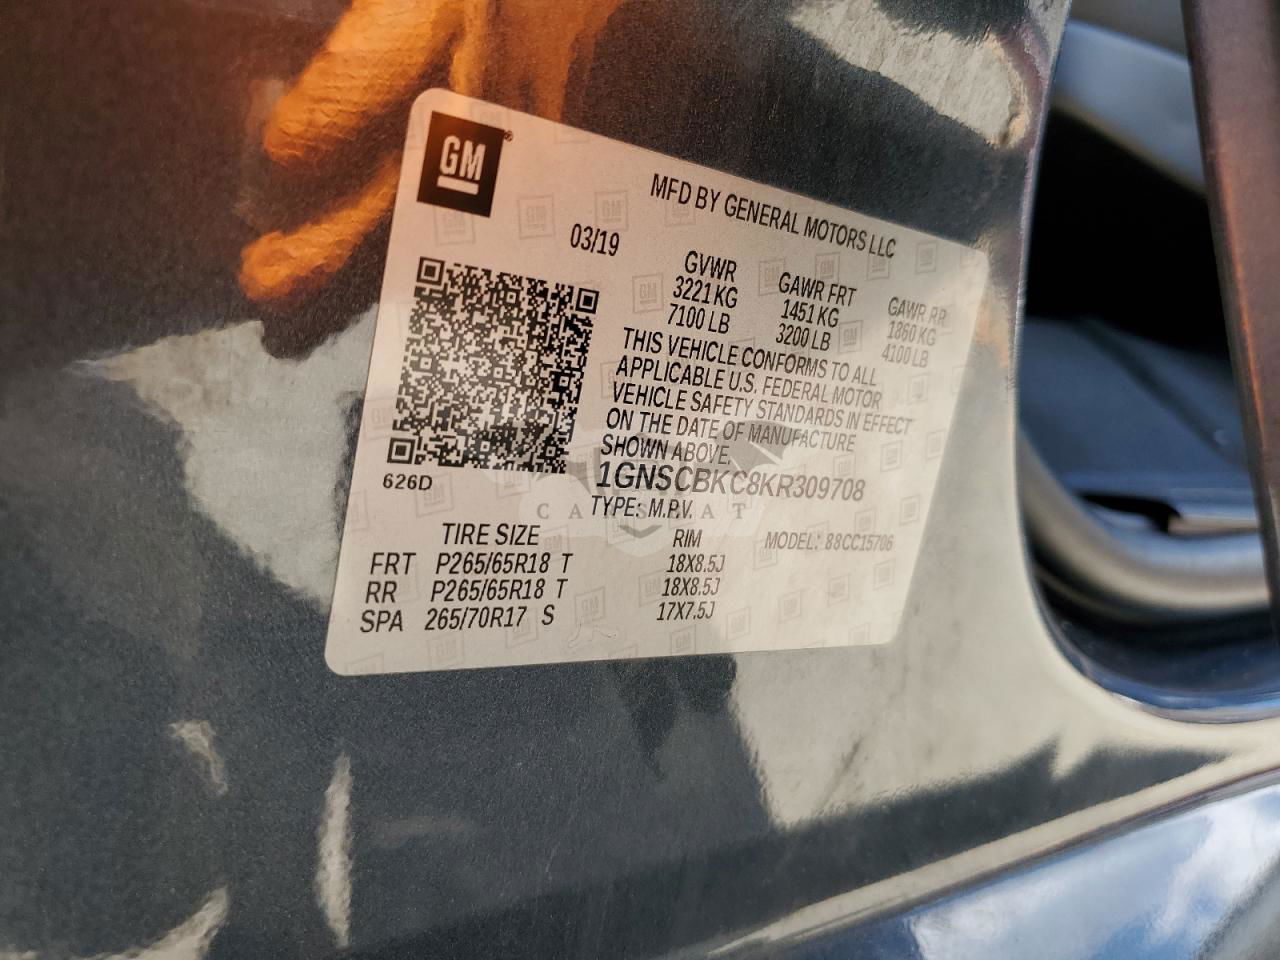 GM
MFD BY GENERAL MOTORS LLC
03/19
GVWR GAWR FRT GAWR RR
3221 KG 1451 KG 1860 KG
7100 LB 3200 LB 4100 LB
THIS VEHICLE CONFORMS TO ALL
APPLICABLE U.S. FEDERAL MOTOR
VEHICLE SAFETY STANDARDS IN EFFECT
ON THE DATE OF MANUFACTURE
SHOWN ABOVE.
1GNSCBKC8KR309708
626D
TYPE: M.P.V.
TIRE SIZE RIM MODEL: 88CC15706
FRT P265/65R18 T 18X8.5J
RR P265/65R18 T 18X8.5J
SPA 265/70R17 S 17X7.5J